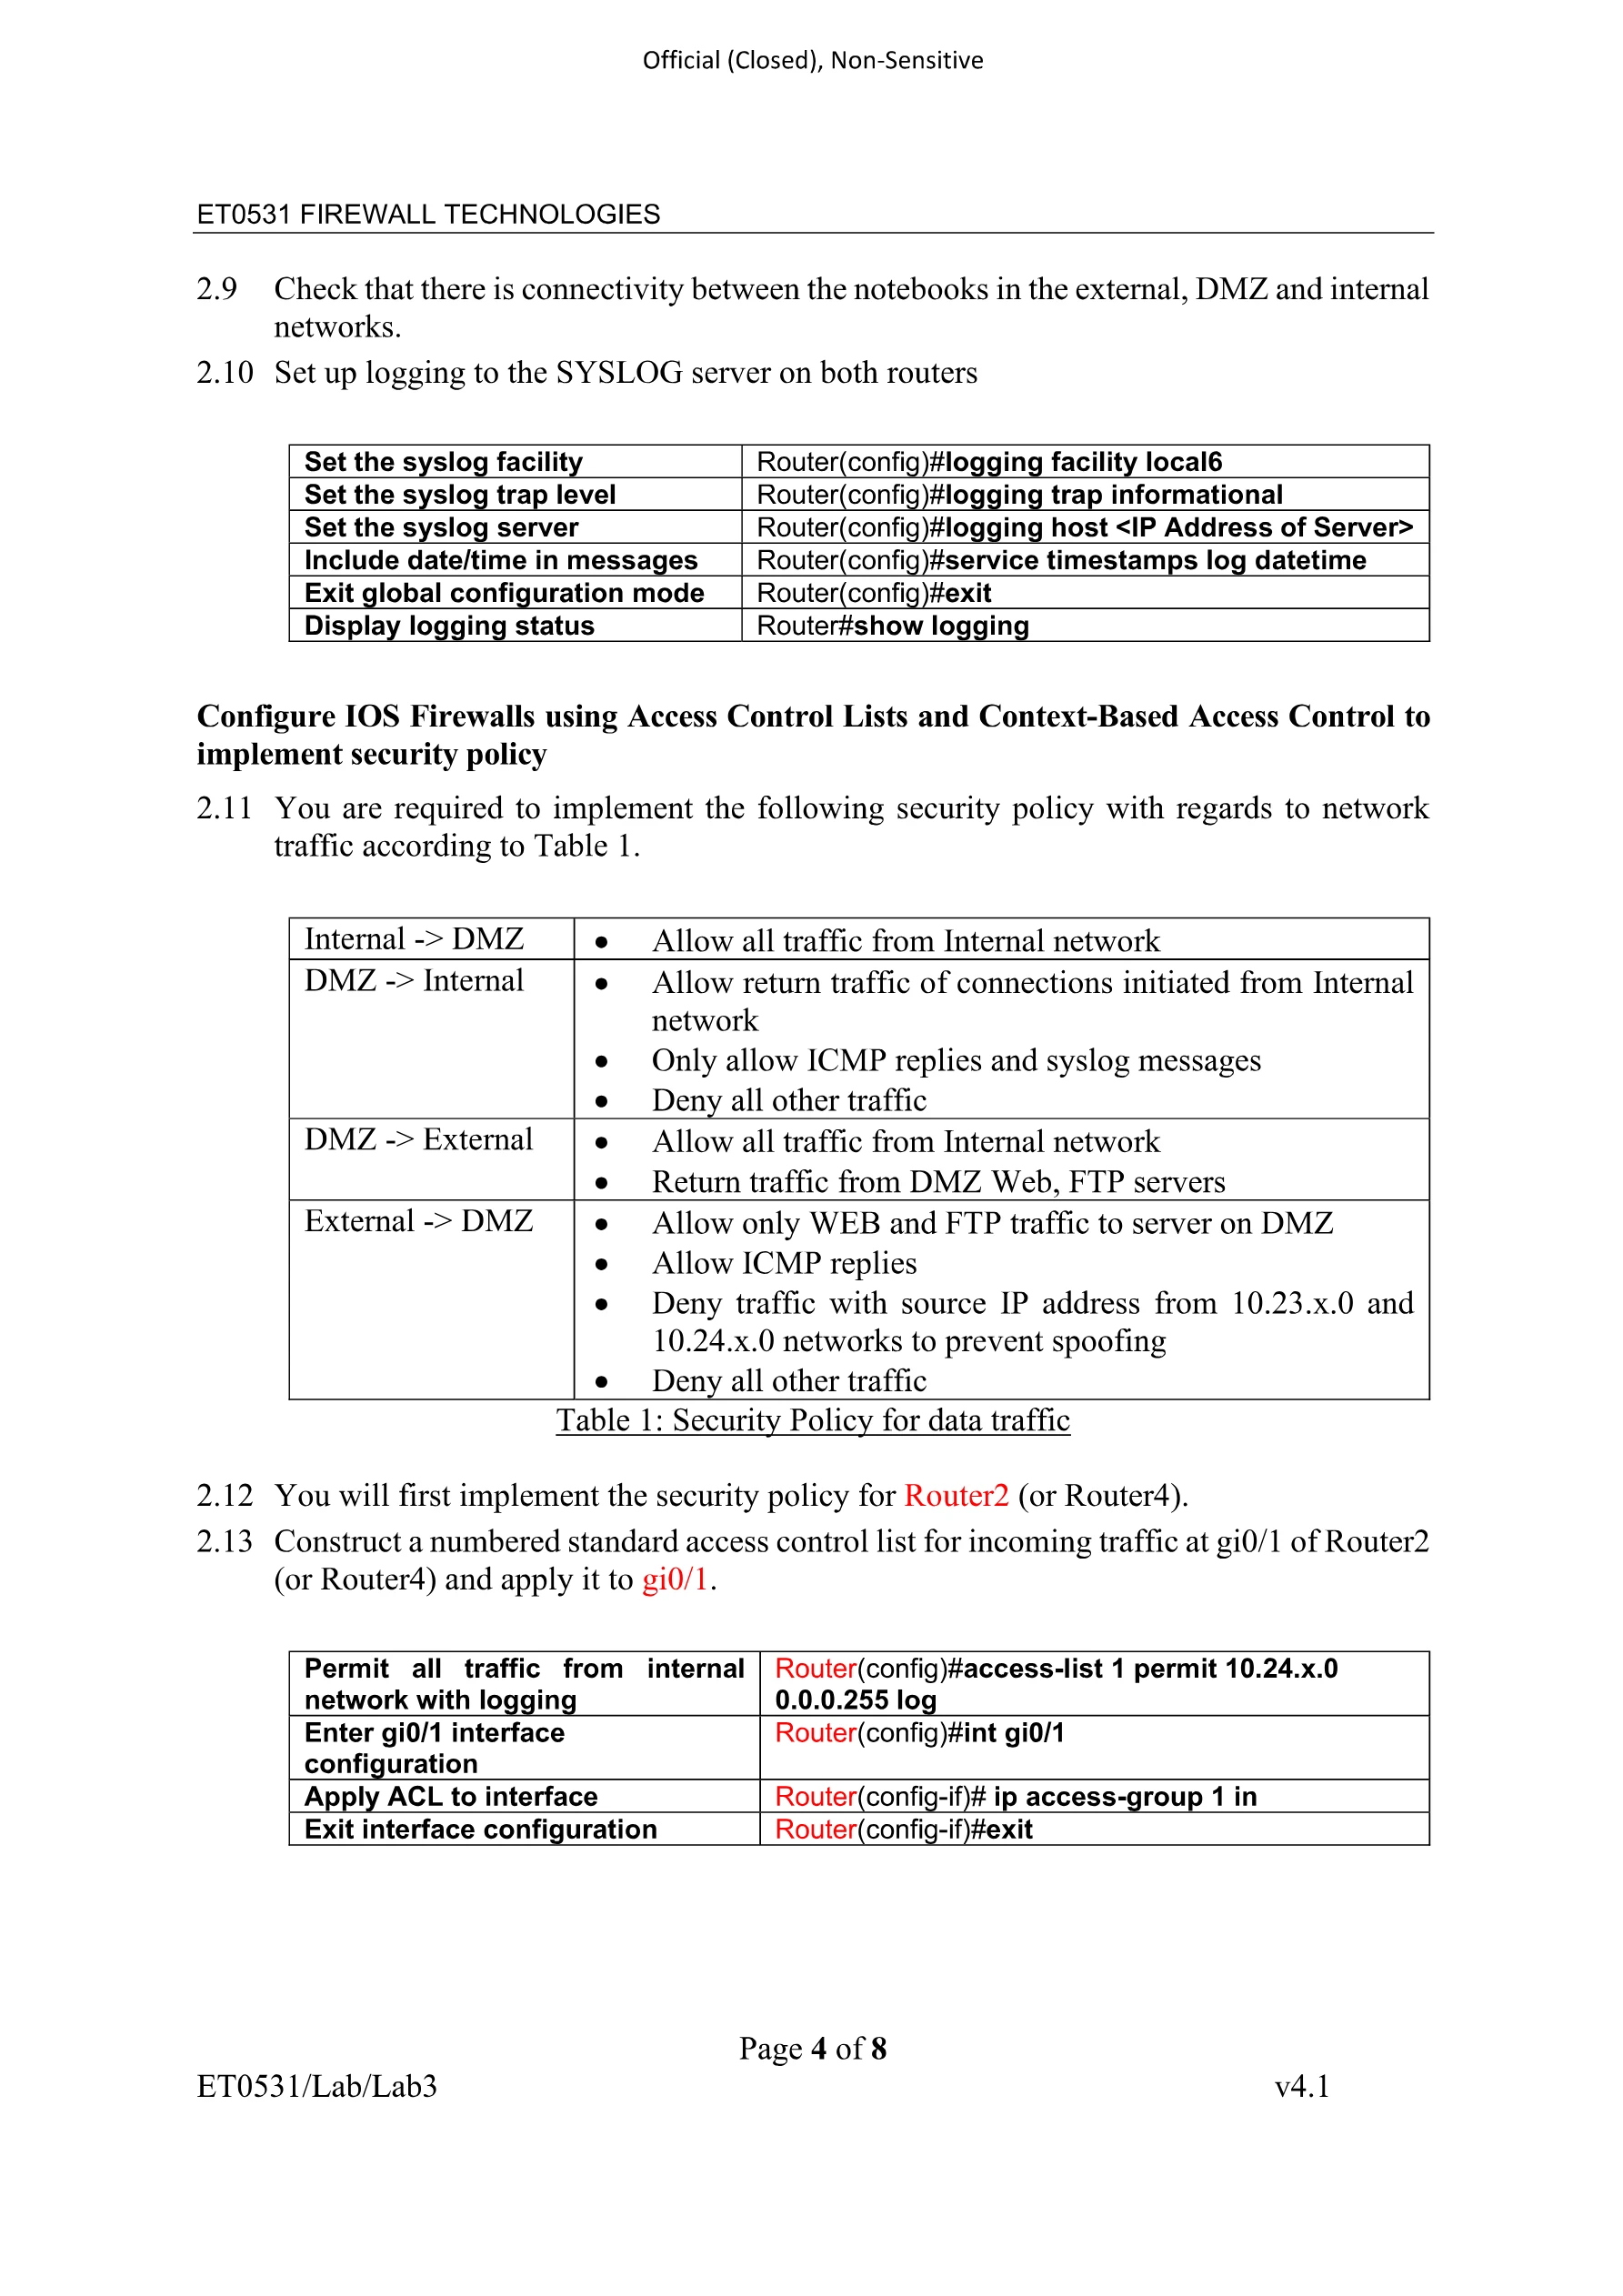 Official (Closed), Non-Sensitive
ET0531 FIREWALL TECHNOLOGIES
2.9 Check that there is connectivity between the notebooks in the external, DMZ and internal
networks.
2.10 Set up logging to the SYSLOG server on both routers
Set the syslog facility Router(config)#logging facility local6
Set the syslog trap level Router(config)#logging trap informational
Set the syslog server Router(config)#logging host <IP Address of Server>
Include date/time in messages Router(config)#service timestamps log datetime
Exit global configuration mode Router(config)#exit
Display logging status Router#show logging
Configure IOS Firewalls using Access Control Lists and Context-Based Access Control to
implement security policy
2.11 You are required to implement the following security policy with regards to network
traffic according to Table 1.
Internal -> DMZ • Allow all traffic from Internal network
DMZ -> Internal • Allow return traffic of connections initiated from Internal
network
• Only allow ICMP replies and syslog messages
• Deny all other traffic
DMZ -> External • Allow all traffic from Internal network
• Return traffic from DMZ Web, FTP servers
External -> DMZ • Allow only WEB and FTP traffic to server on DMZ
• Allow ICMP replies
• Deny traffic with source IP address from 10.23.x.0 and
10.24.x.0 networks to prevent spoofing
• Deny all other traffic
Table 1: Security Policy for data traffic
2.12 You will first implement the security policy for Router2 (or Router4).
2.13 Construct a numbered standard access control list for incoming traffic at gi0/1 of Router2
(or Router4) and apply it to gi0/1.
Permit all traffic from internal Router(config)#access-list 1 permit 10.24.x.0
network with logging 0.0.0.255 log
Enter gi0/1 interface Router(config)#int gi0/1
configuration
Apply ACL to interface Router(config-if)# ip access-group 1 in
Exit interface configuration Router(config-if)#exit
Page 4 of 8
ET0531/Lab/Lab3 v4.1